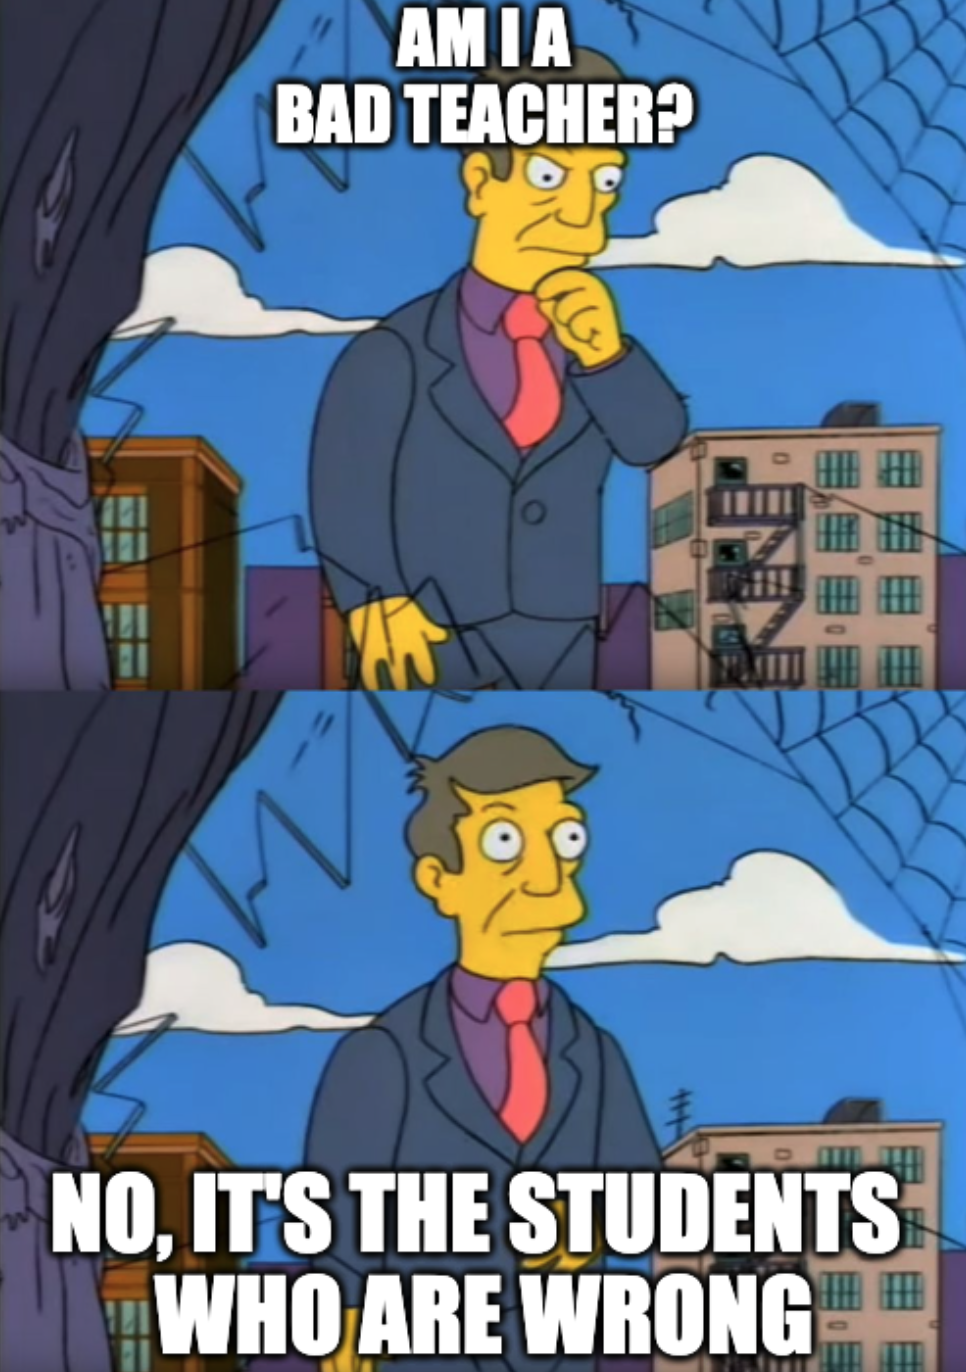 AM I A
BAD TEACHER?
NO, IT'S THE STUDENTS
WHO ARE WRONG